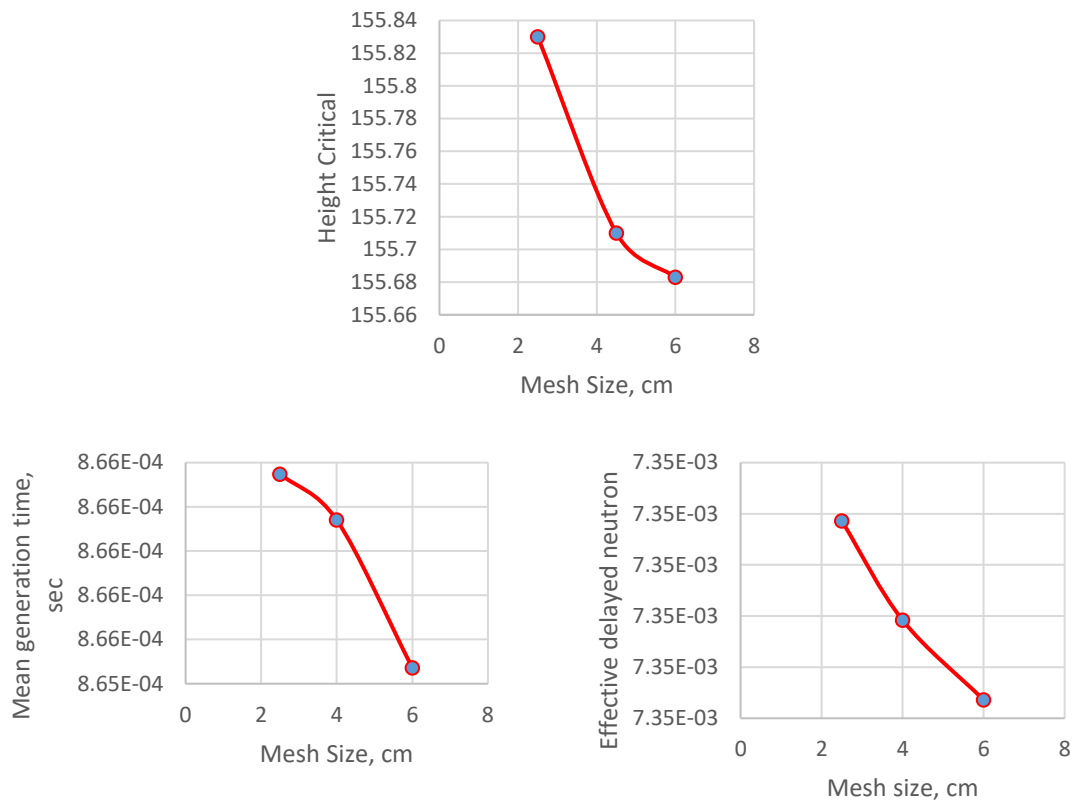 155.84
155.82
155.8
155.78
155.76
155.74
155.72
155.7
155.68
155.66
Height Critical
0 2 4 6 8
Mesh Size, cm
8.66E-04
8.66E-04
8.66E-04
8.66E-04
8.66E-04
8.65E-04
Mean generation time,
sec
0 2 4 6 8
Mesh Size, cm
7.35E-03
7.35E-03
7.35E-03
7.35E-03
7.35E-03
7.35E-03
Effective delayed neutron
0 2 4 6 8
Mesh size, cm